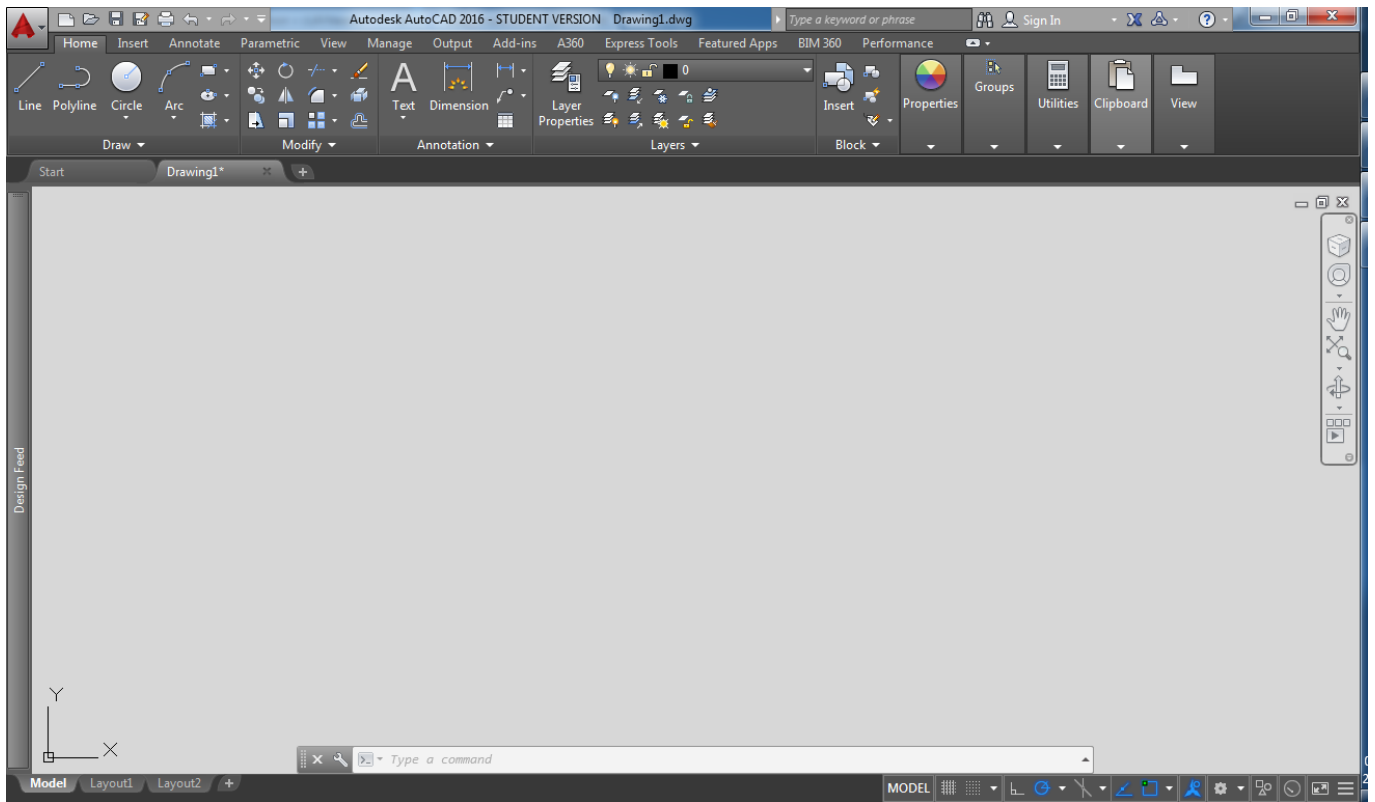 Autodesk AutoCAD 2016 - STUDENT VERSION Drawing1.dwg Type a keyword or phrase Sign In
Home Insert Annotate Parametric View Manage Output Add-ins A360 Express Tools Featured Apps BIM 360 Performance
0
Line Polyline Circle Arc Text Dimension Layer Properties Insert Properties Groups Utilities Clipboard View
Draw Modify Annotation Layers Block
Start Drawing1*
Design Feed
Y
X
Type a command
Model Layout1 Layout2 MODEL